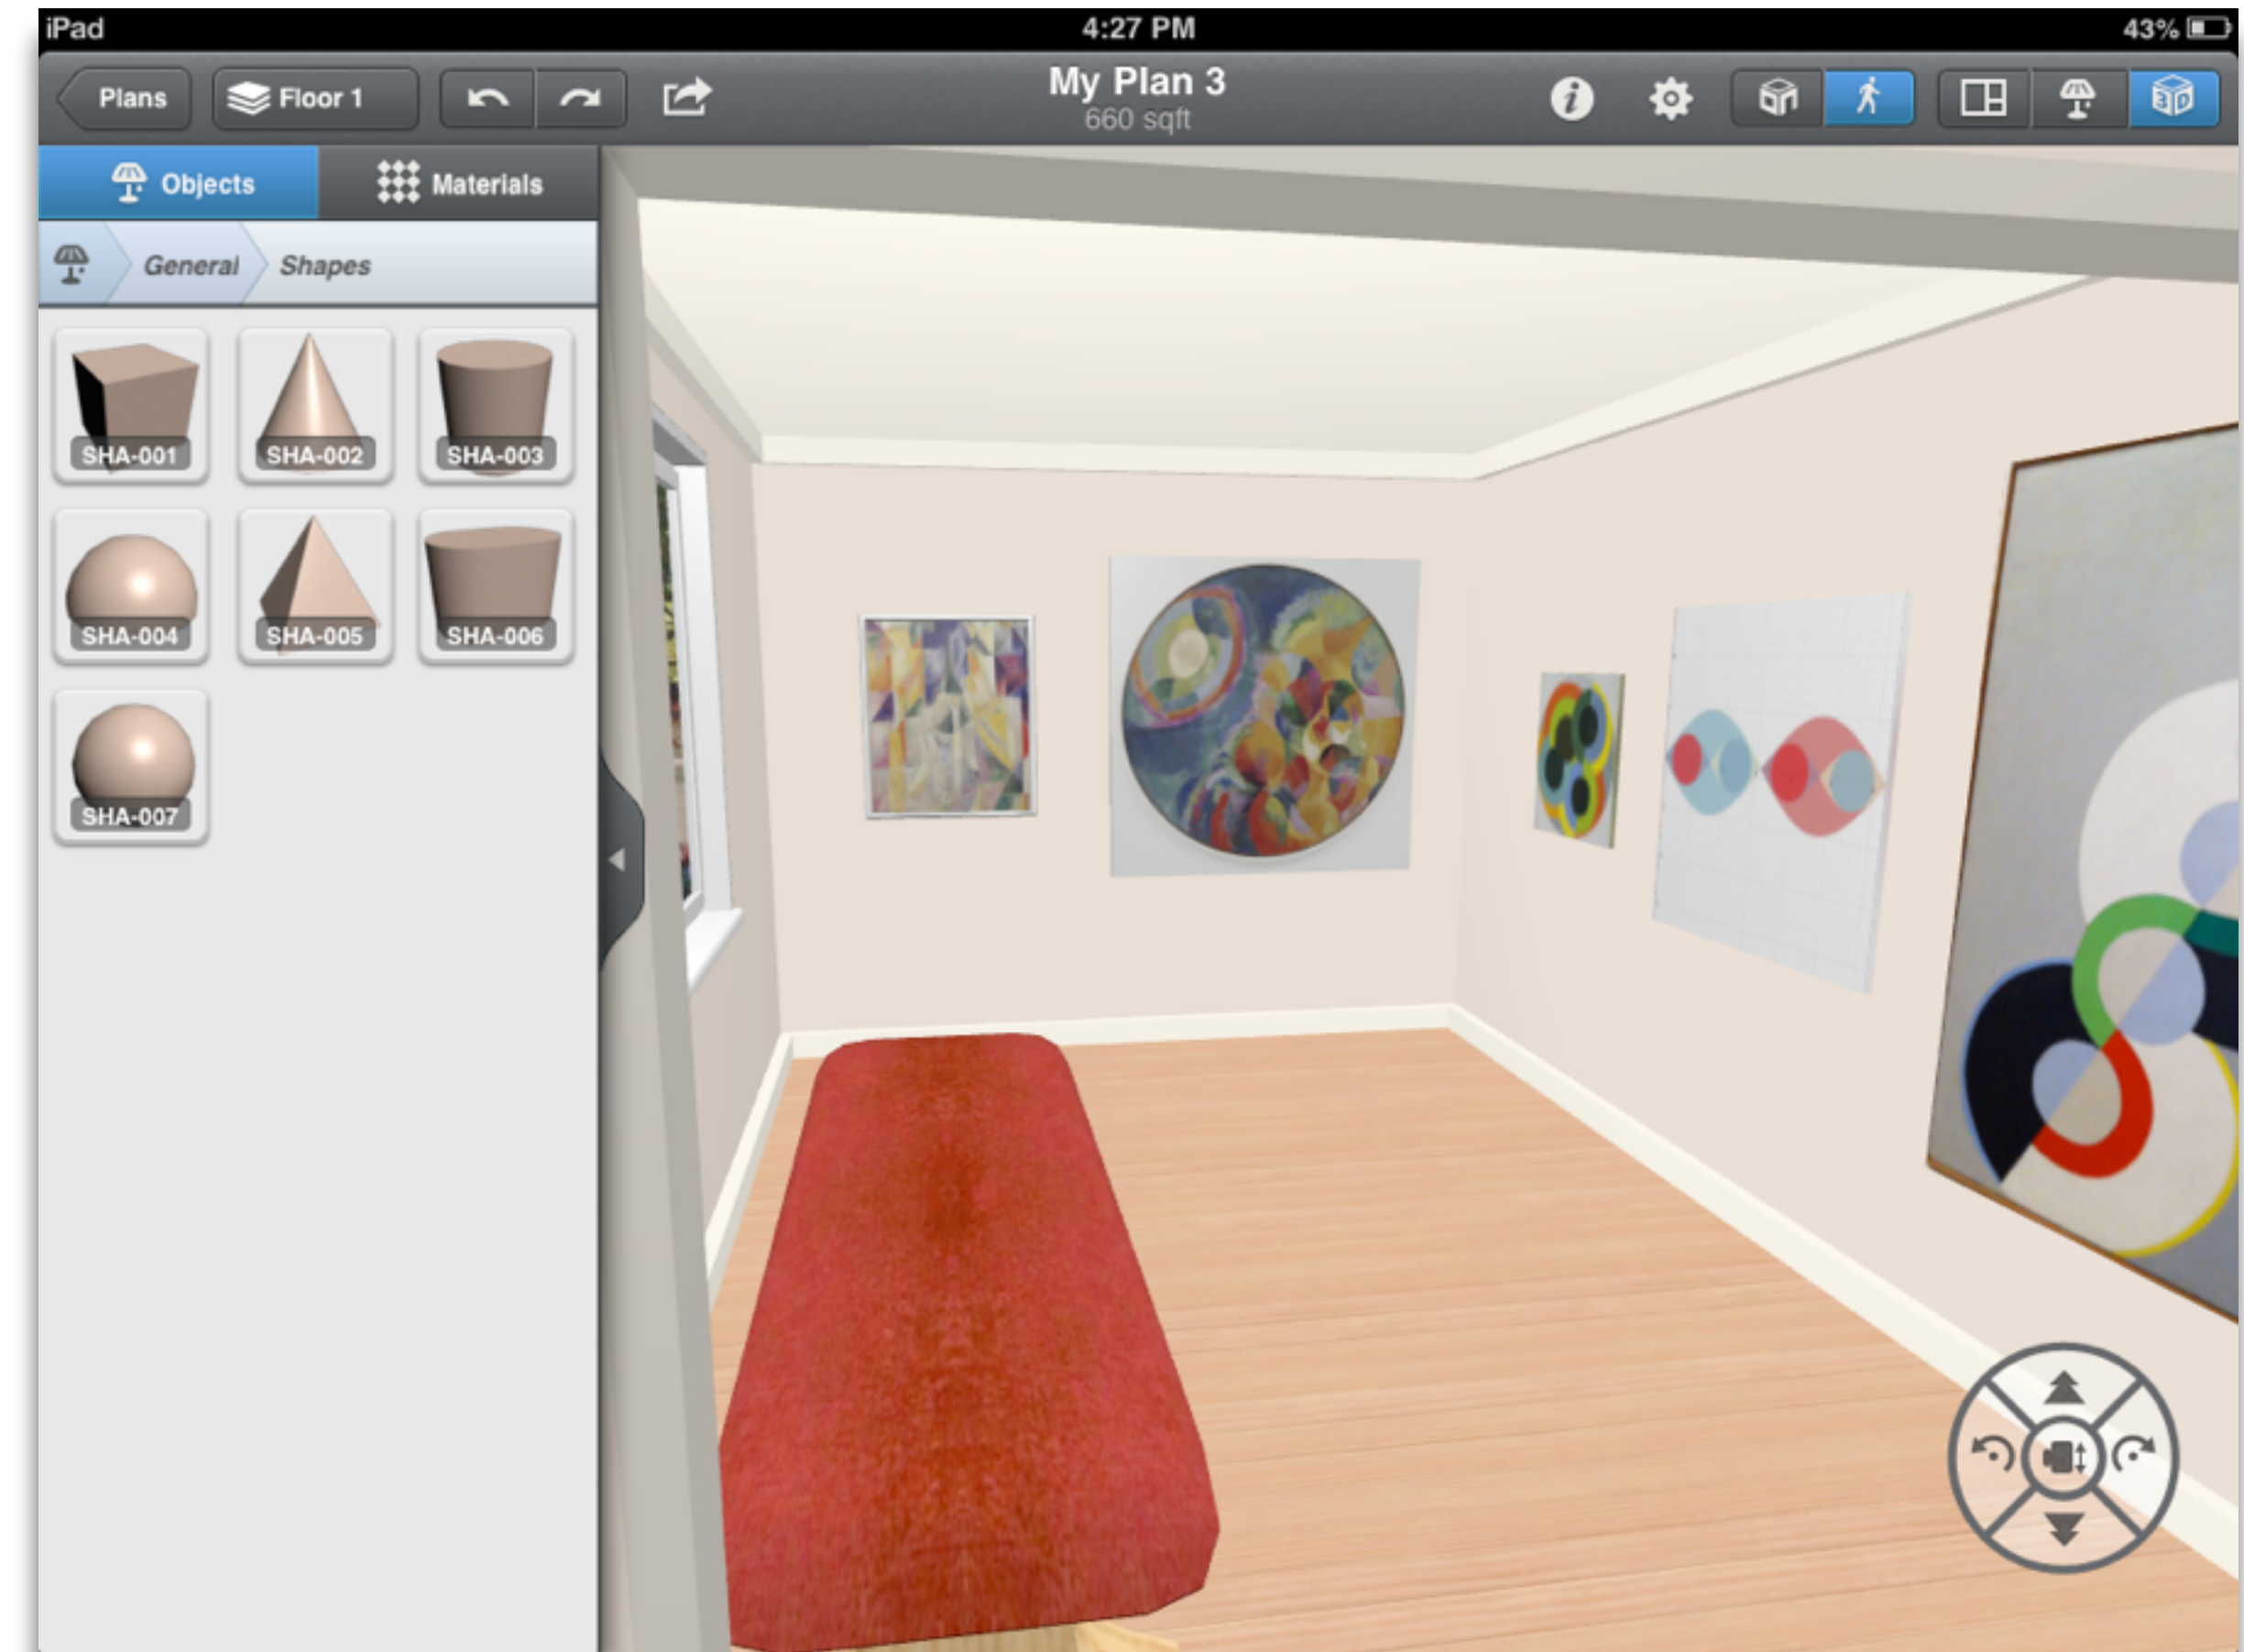 iPad
4:27 PM
43%
Plans
Floor 1
My Plan 3
660 sqft
Objects
Materials
General
Shapes
SHA-001
SHA-002
SHA-003
SHA-004
SHA-005
SHA-006
SHA-007
3D